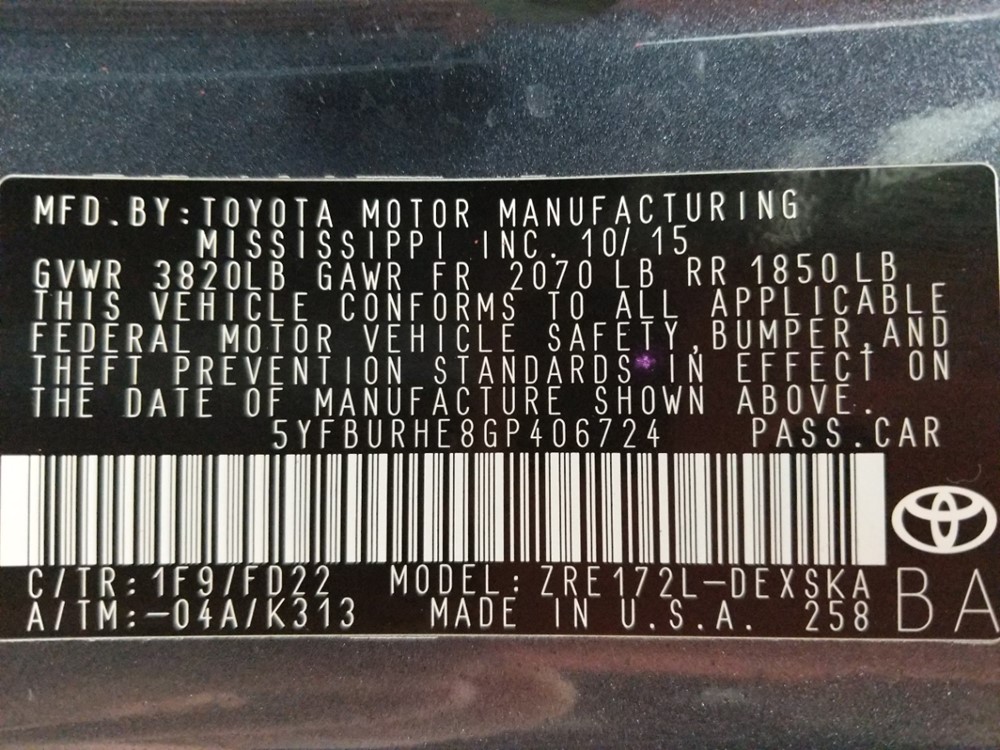 MFD.BY:TOYOTA MOTOR MANUFACTURING
MISSISSIPPI INC. 10/ 15
GVWR 3820LB GAWR FR 2070 LB RR 1850 LB
THIS VEHICLE CONFORMS TO ALL APPLICABLE
FEDERAL MOTOR VEHICLE SAFETY,BUMPER,AND
THEFT PREVENTION STANDARDS IN EFFECT ON
THE DATE OF MANUFACTURE SHOWN ABOVE.
5YFBURHE8GP406724 PASS.CAR
C/TR:1F9/FD22 MODEL:ZRE172L-DEXSKA
A/TM:-04A/K313 MADE IN U.S.A. 258
BA